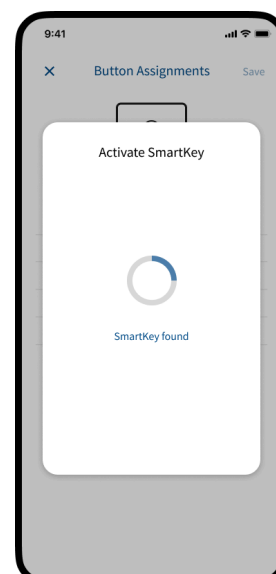 9:41
Button Assignments
Save
Activate SmartKey
SmartKey found